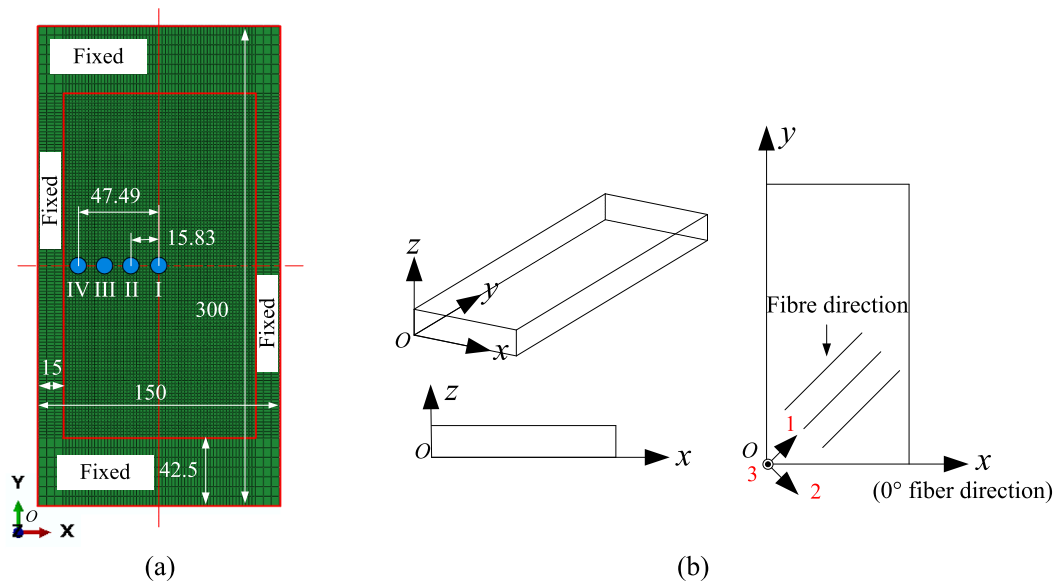 Fixed
Fixed
47.49
15.83
IV III II I
300
Fixed
15
150
Fixed
42.5
Y
O
Z
X
(a)
z
y
O
x
z
O
x
y
Fibre direction
1
O
3
2
x
(0° fiber direction)
(b)